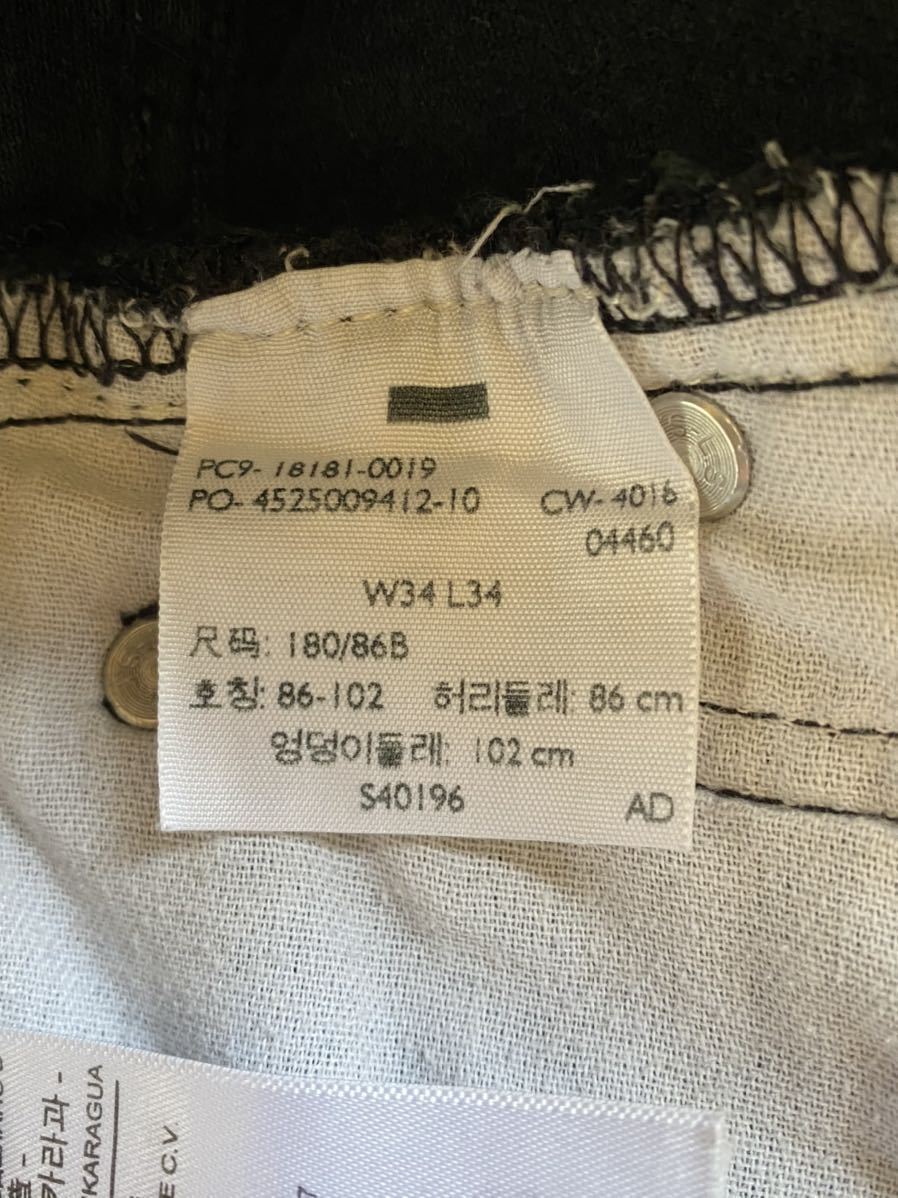 PC9- 18181-0019
PO- 4525009412-10 CW- 4016
04460
W34 L34
尺码: 180/86B
호칭: 86-102 허리둘레: 86 cm
엉덩이둘레: 102 cm
S40196 AD
카라과 -
KARAGUA
E C.V